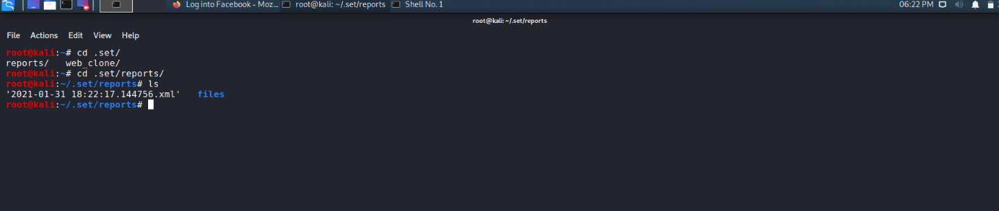 Log into Facebook - Moz... root@kali: ~/.set/reports Shell No. 1 06:22 PM
root@kali: ~/.set/reports
File Actions Edit View Help
root@kali:~# cd .set/
reports/ web_clone/
root@kali:~# cd .set/reports/
root@kali:~/.set/reports# ls
'2021-01-31 18:22:17.144756.xml' files
root@kali:~/.set/reports#